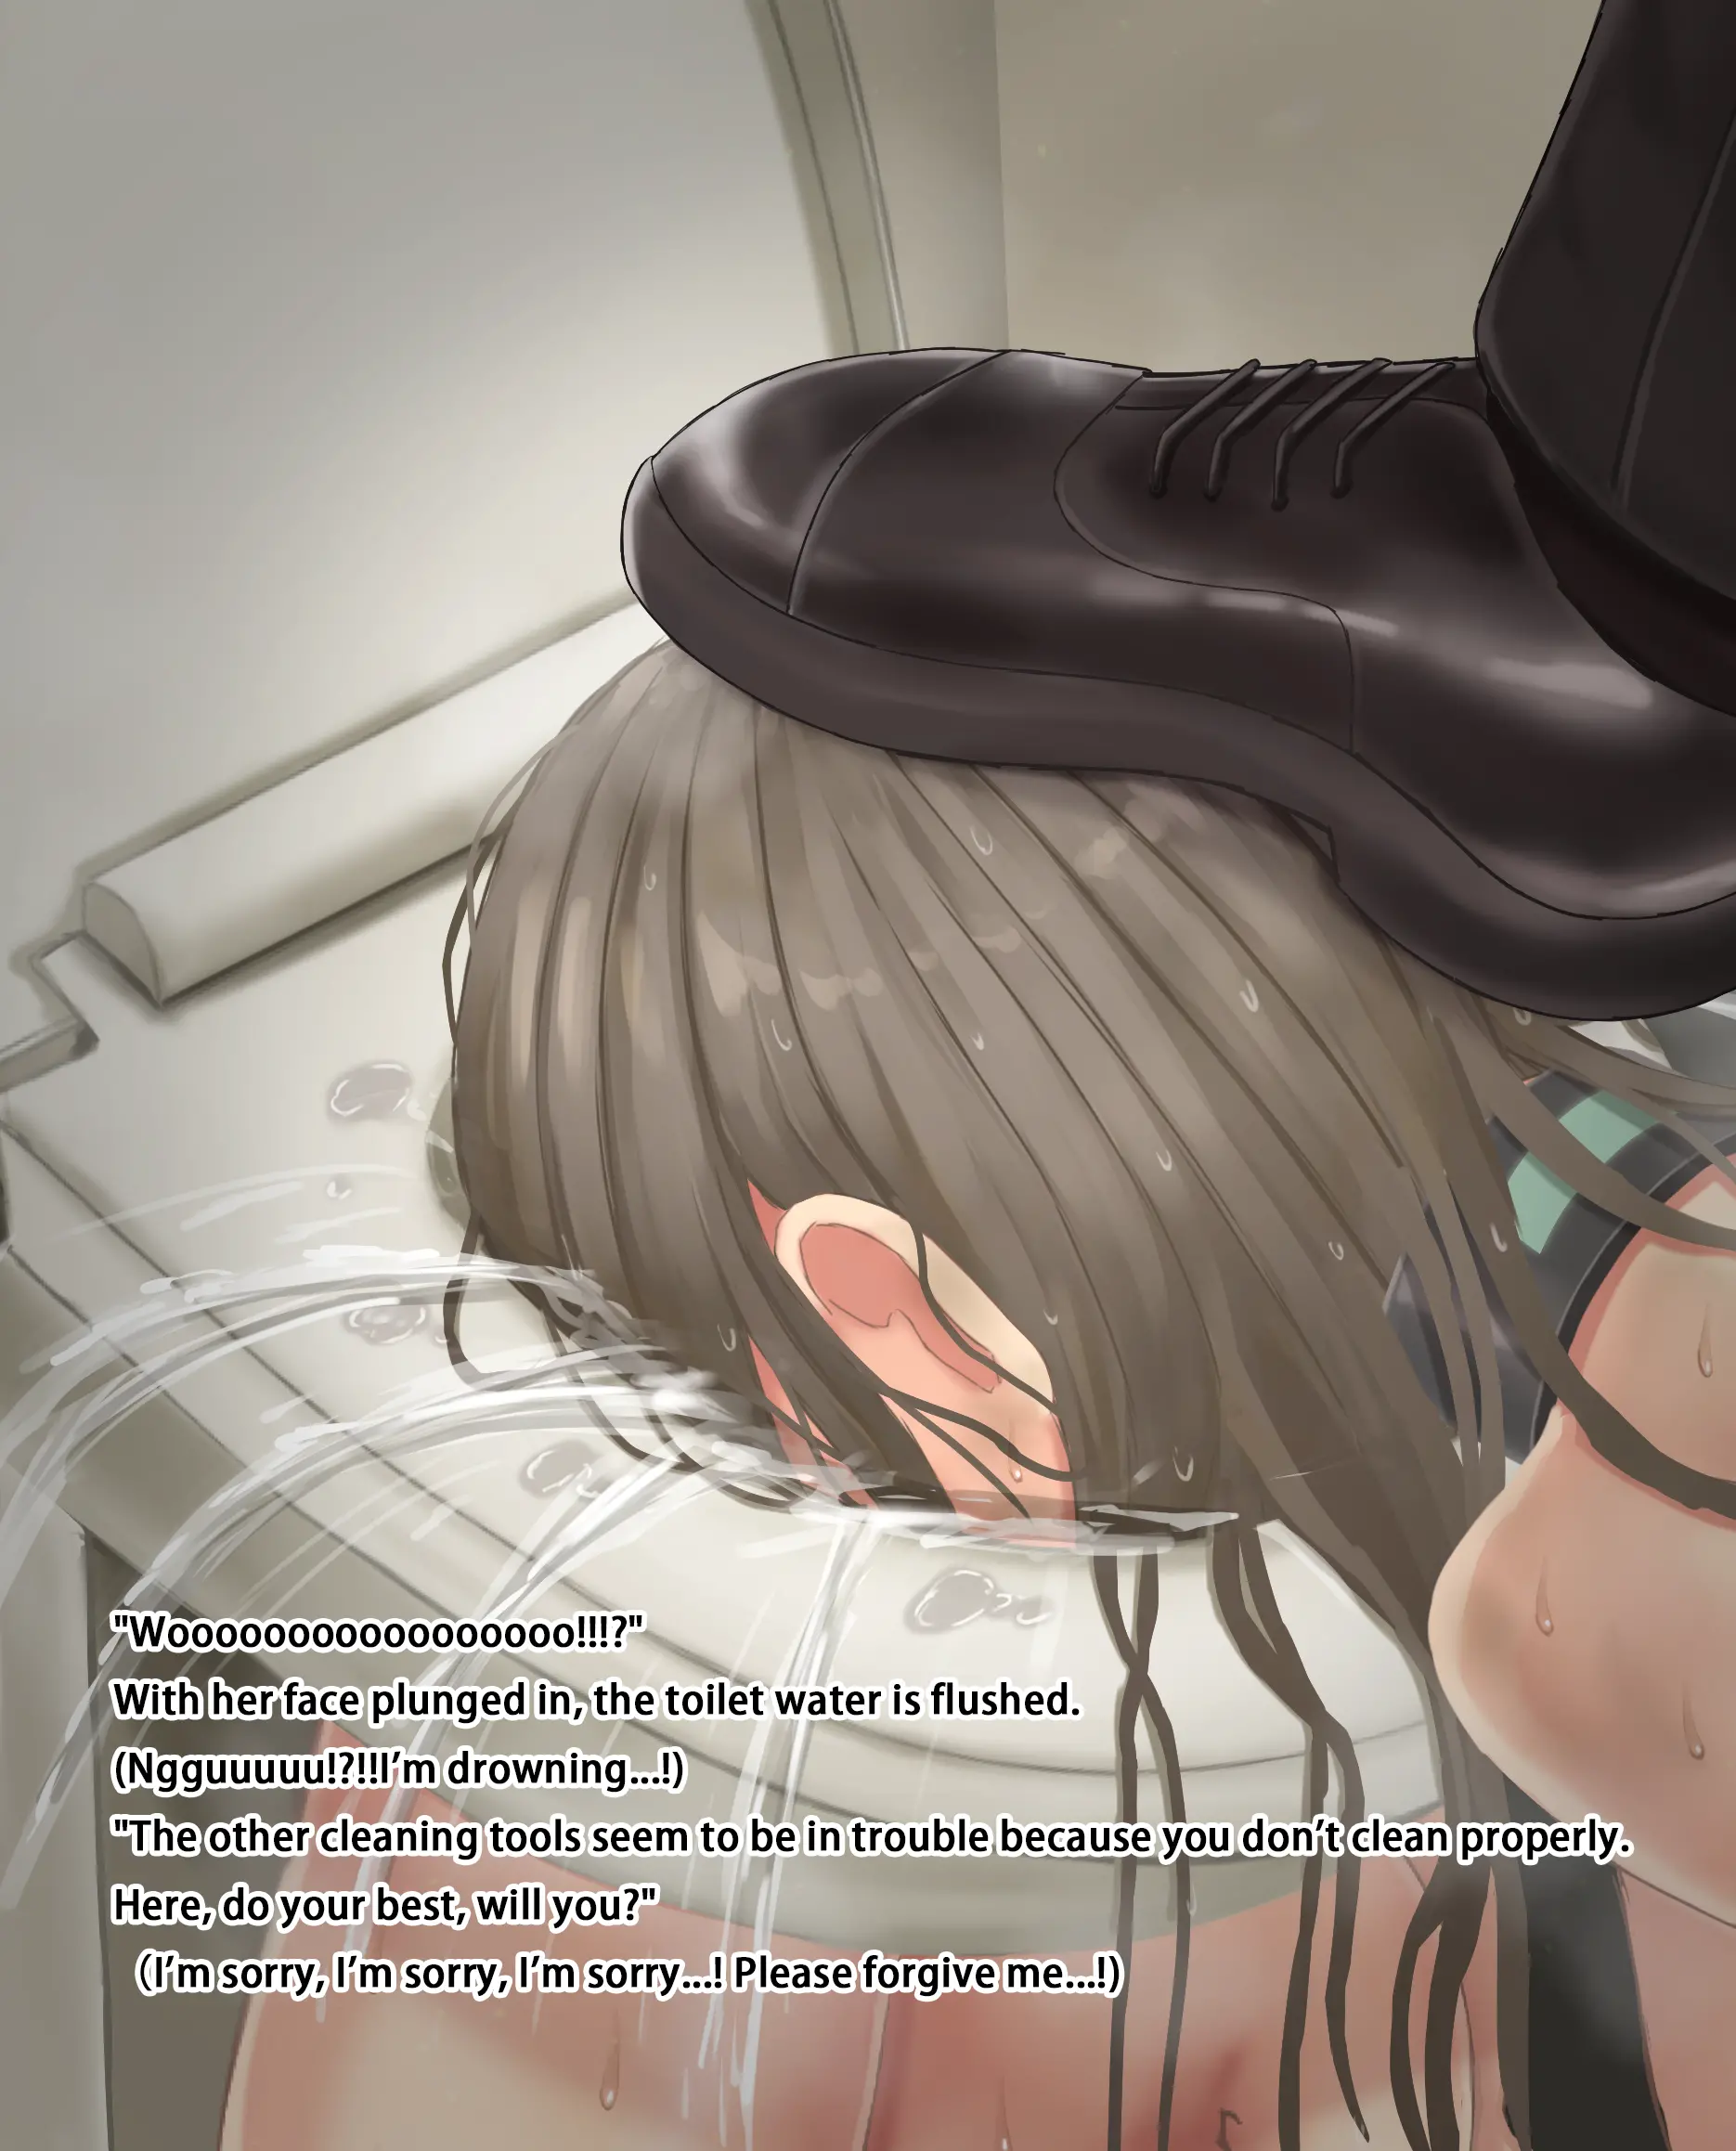 "Wooooooooooooooooo!!!?"
With her face plunged in, the toilet water is flushed.
(Ngguuuuu!?!!I'm drowning...!)
"The other cleaning tools seem to be in trouble because you don't clean properly.
Here, do your best, will you?"
(I'm sorry, I'm sorry, I'm sorry...! Please forgive me...!)